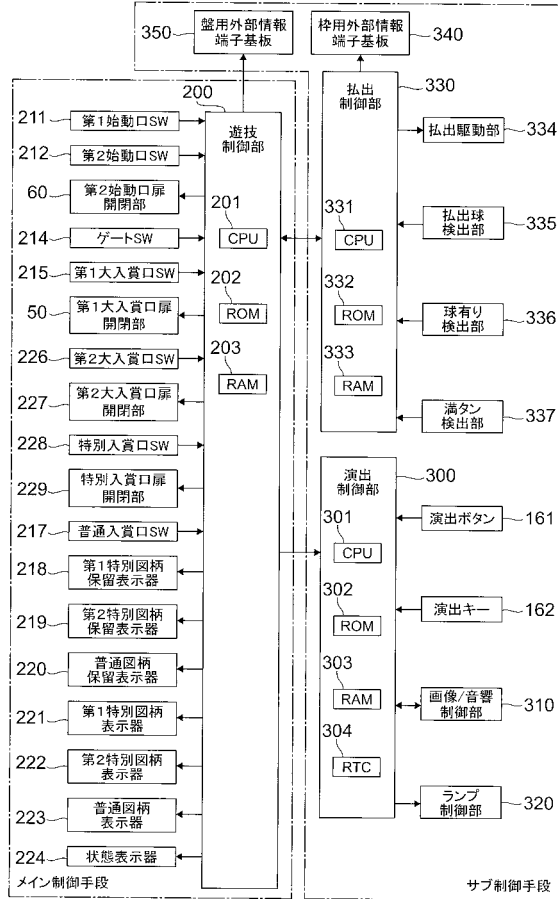 350
盤用外部情報
端子基板
枠用外部情報
端子基板
340
200
遊技
制御部
201
CPU
202
ROM
203
RAM
211
第1始動口SW
212
第2始動口SW
60
第2始動口扉
開閉部
214
ゲートSW
215
第1大入賞口SW
50
第1大入賞口扉
開閉部
226
第2大入賞口SW
227
第2大入賞口扉
開閉部
228
特別入賞口SW
229
特別入賞口扉
開閉部
217
普通入賞口SW
218
第1特別図柄
保留表示器
219
第2特別図柄
保留表示器
220
普通図柄
保留表示器
221
第1特別図柄
表示器
222
第2特別図柄
表示器
223
普通図柄
表示器
224
状態表示器
メイン制御手段
払出
制御部
330
331
CPU
332
ROM
333
RAM
払出駆動部
334
払出球
検出部
335
球有り
検出部
336
満タン
検出部
337
演出
制御部
300
301
CPU
302
ROM
303
RAM
304
RTC
演出ボタン
161
演出キー
162
画像/音響
制御部
310
ランプ
制御部
320
サブ制御手段